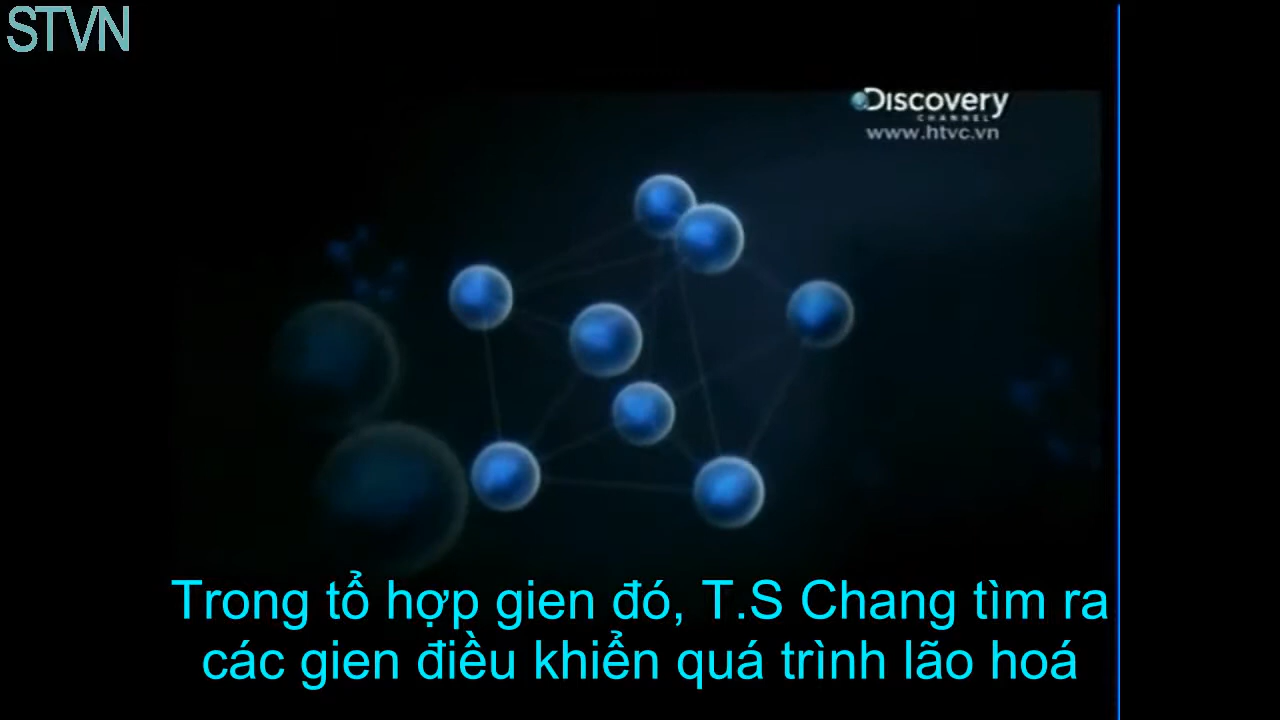 STVN
Discovery
CHANNEL
www.htvc.vn
Trong tổ hợp gien đó, T.S Chang tìm ra
các gien điều khiển quá trình lão hoá